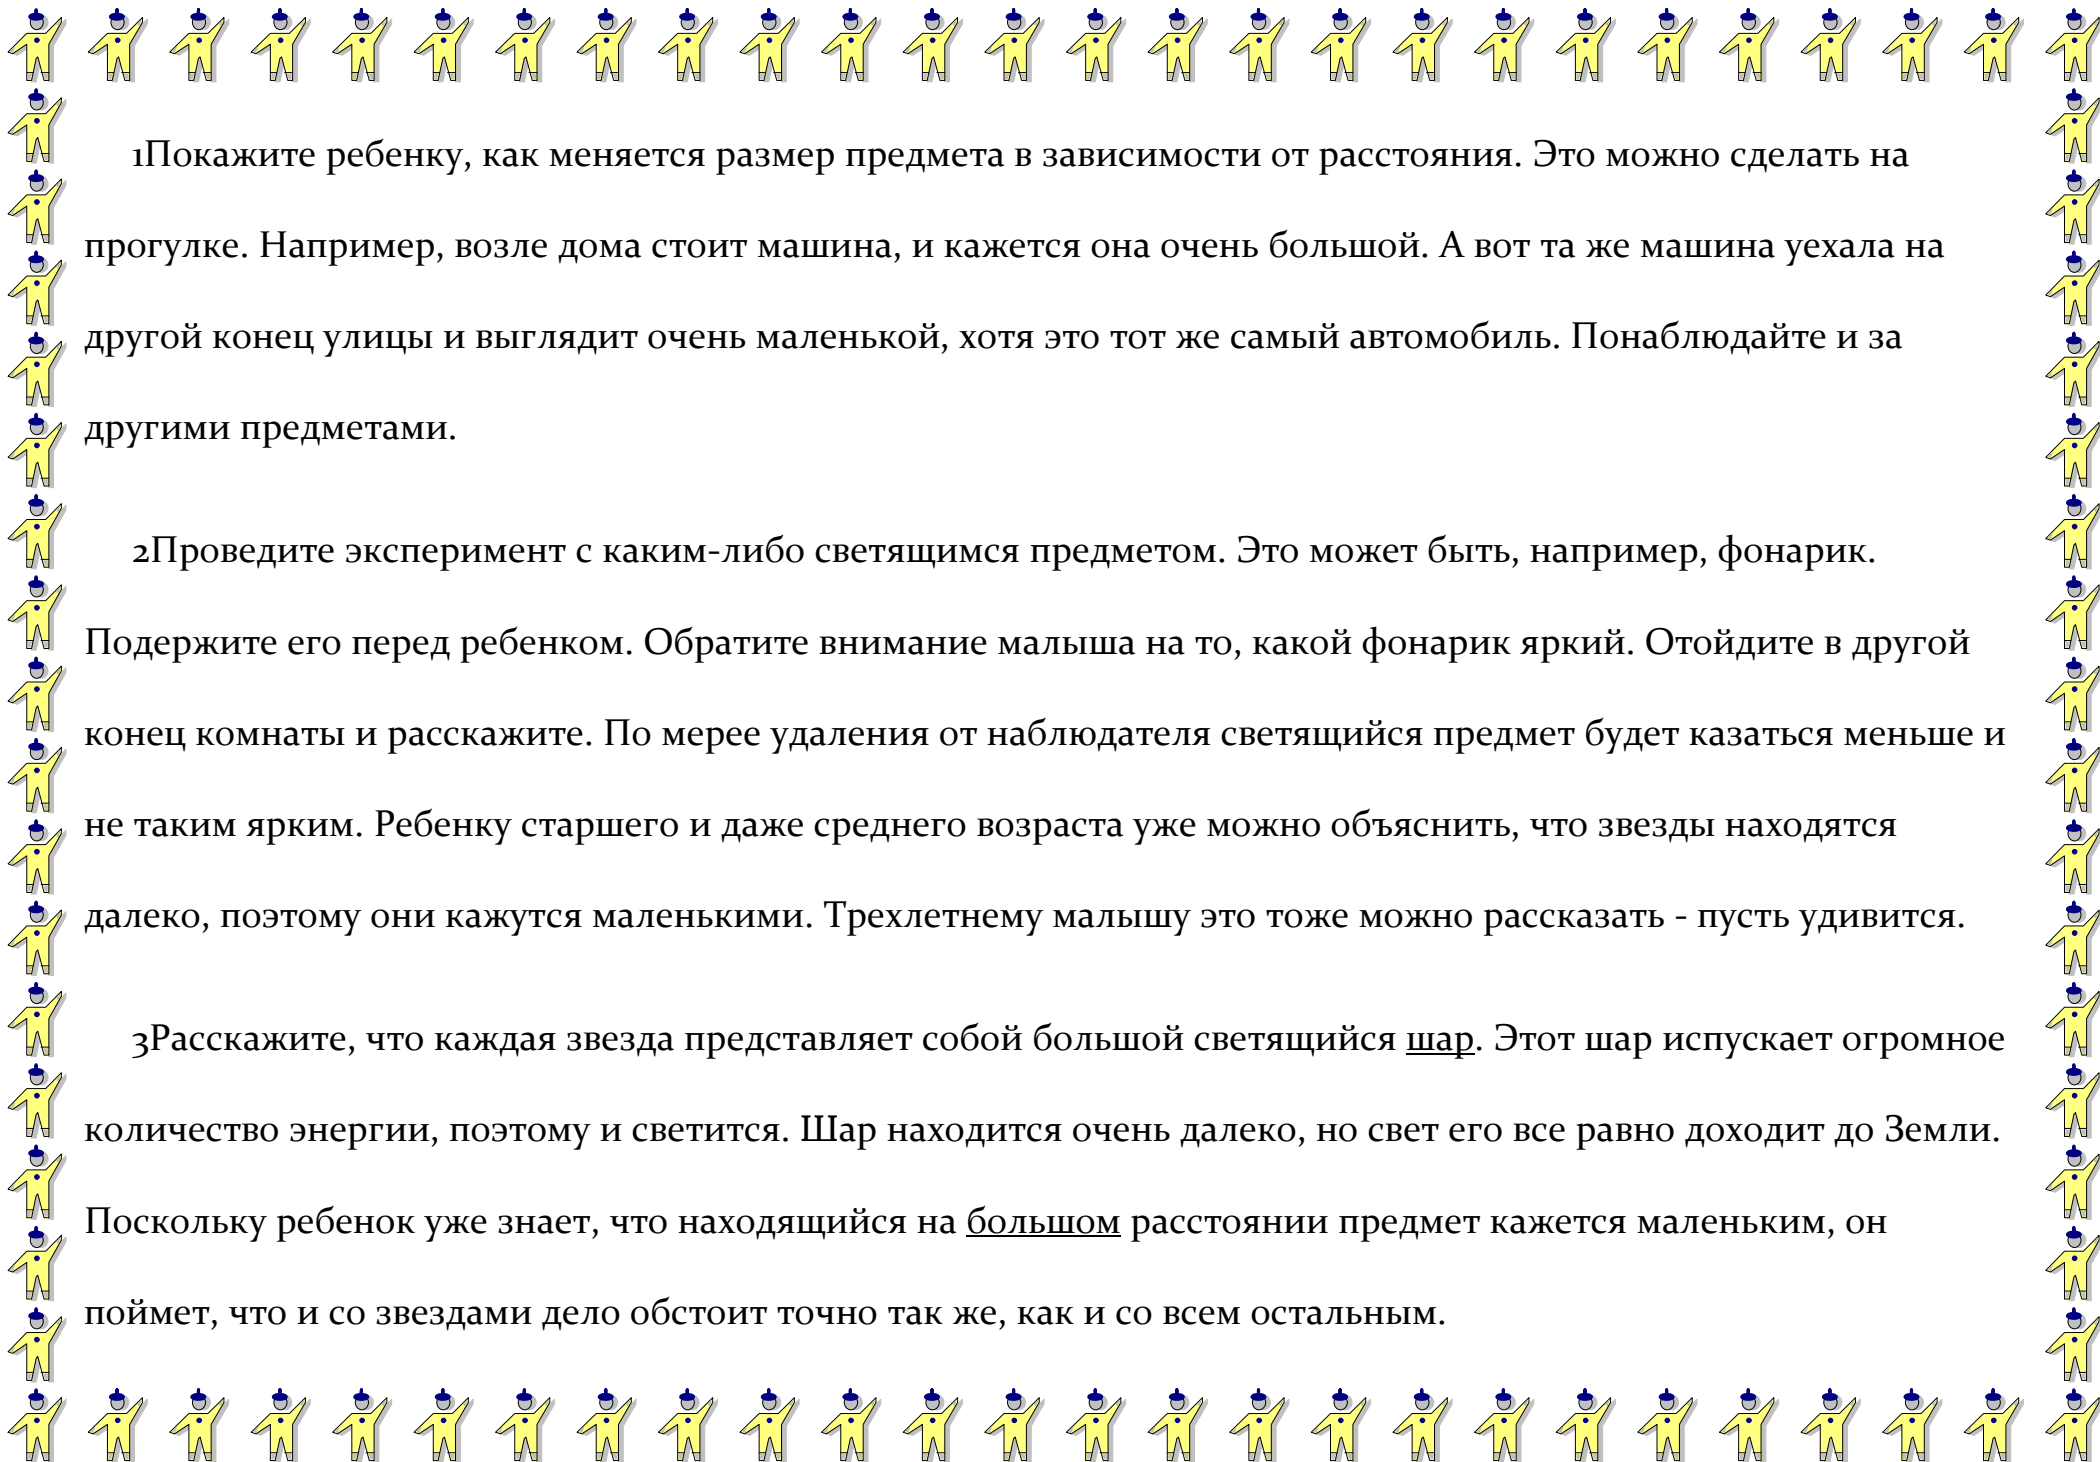 1Покажите ребенку, как меняется размер предмета в зависимости от расстояния. Это можно сделать на
прогулке. Например, возле дома стоит машина, и кажется она очень большой. А вот та же машина уехала на
другой конец улицы и выглядит очень маленькой, хотя это тот же самый автомобиль. Понаблюдайте и за
другими предметами.
2Проведите эксперимент с каким-либо светящимся предметом. Это может быть, например, фонарик.
Подержите его перед ребенком. Обратите внимание малыша на то, какой фонарик яркий. Отойдите в другой
конец комнаты и расскажите. По мерее удаления от наблюдателя светящийся предмет будет казаться меньше и
не таким ярким. Ребенку старшего и даже среднего возраста уже можно объяснить, что звезды находятся
далеко, поэтому они кажутся маленькими. Трехлетнему малышу это тоже можно рассказать - пусть удивится.
3Расскажите, что каждая звезда представляет собой большой светящийся шар. Этот шар испускает огромное
количество энергии, поэтому и светится. Шар находится очень далеко, но свет его все равно доходит до Земли.
Поскольку ребенок уже знает, что находящийся на большом расстоянии предмет кажется маленьким, он
поймет, что и со звездами дело обстоит точно так же, как и со всем остальным.